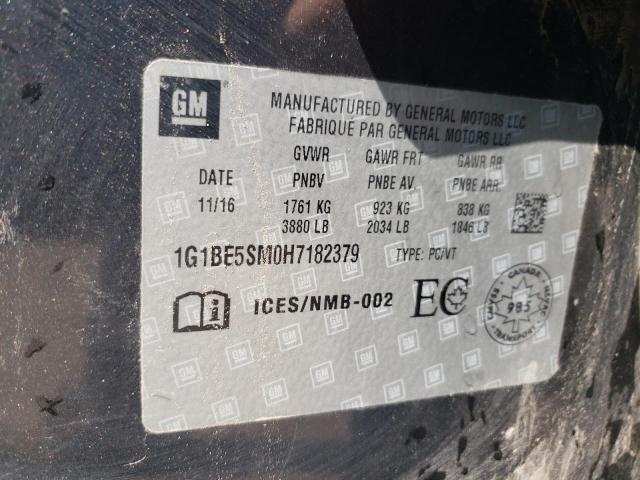 GM
MANUFACTURED BY GENERAL MOTORS LLC
FABRIQUE PAR GENERAL MOTORS LLC
GVWR GAWR FRT GAWR RR
DATE PNBV PNBE AV. PNBE ARR.
11/16 1761 KG 923 KG 838 KG
3880 LB 2034 LB 1846 LB
1G1BE5SM0H7182379 TYPE: PC/VT
ICES/NMB-002 EC
CANADA
985
TRANSPORT